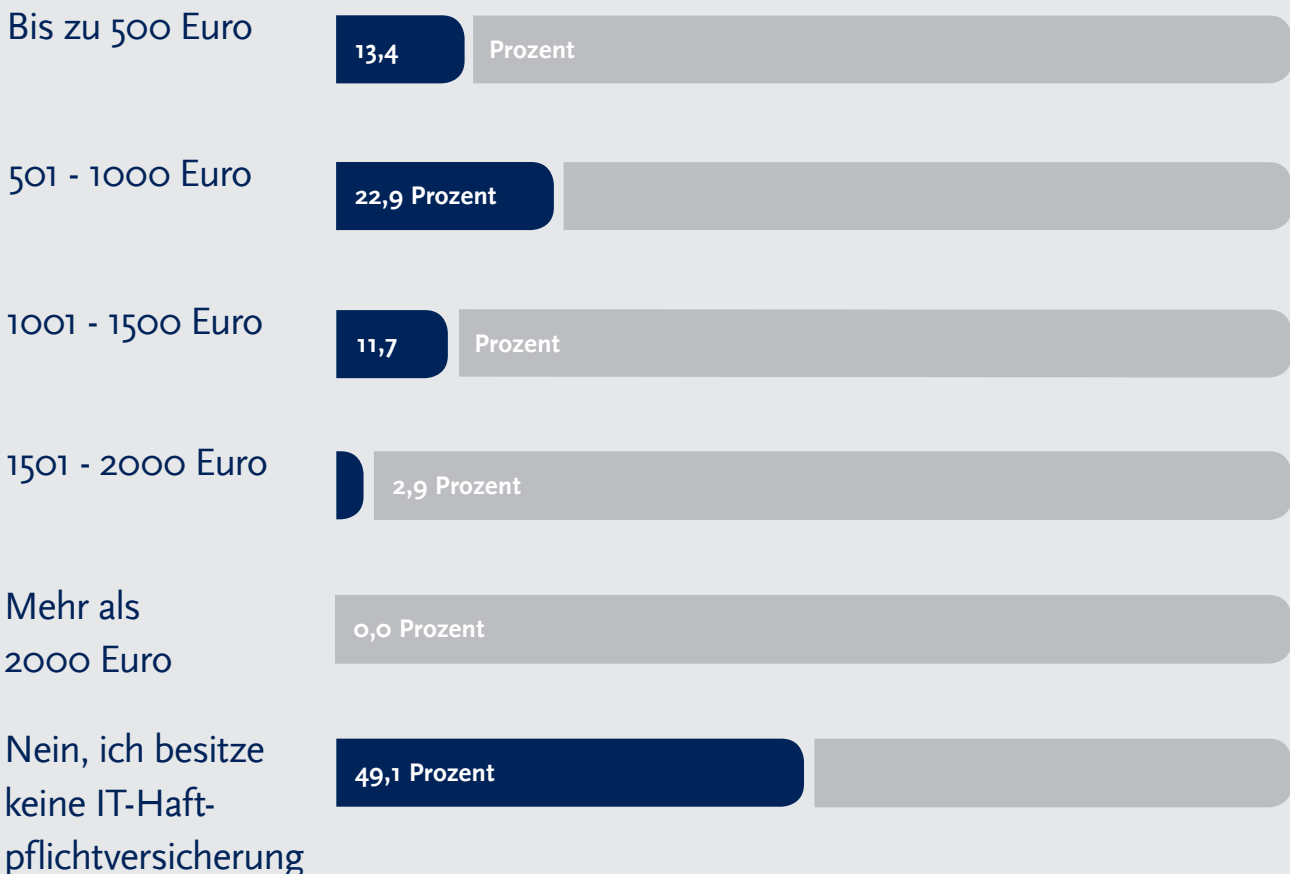 Bis zu 500 Euro
13,4 Prozent
501 - 1000 Euro
22,9 Prozent
1001 - 1500 Euro
11,7 Prozent
1501 - 2000 Euro
2,9 Prozent
Mehr als
2000 Euro
0,0 Prozent
Nein, ich besitze
keine IT-Haft-
pflichtversicherung
49,1 Prozent